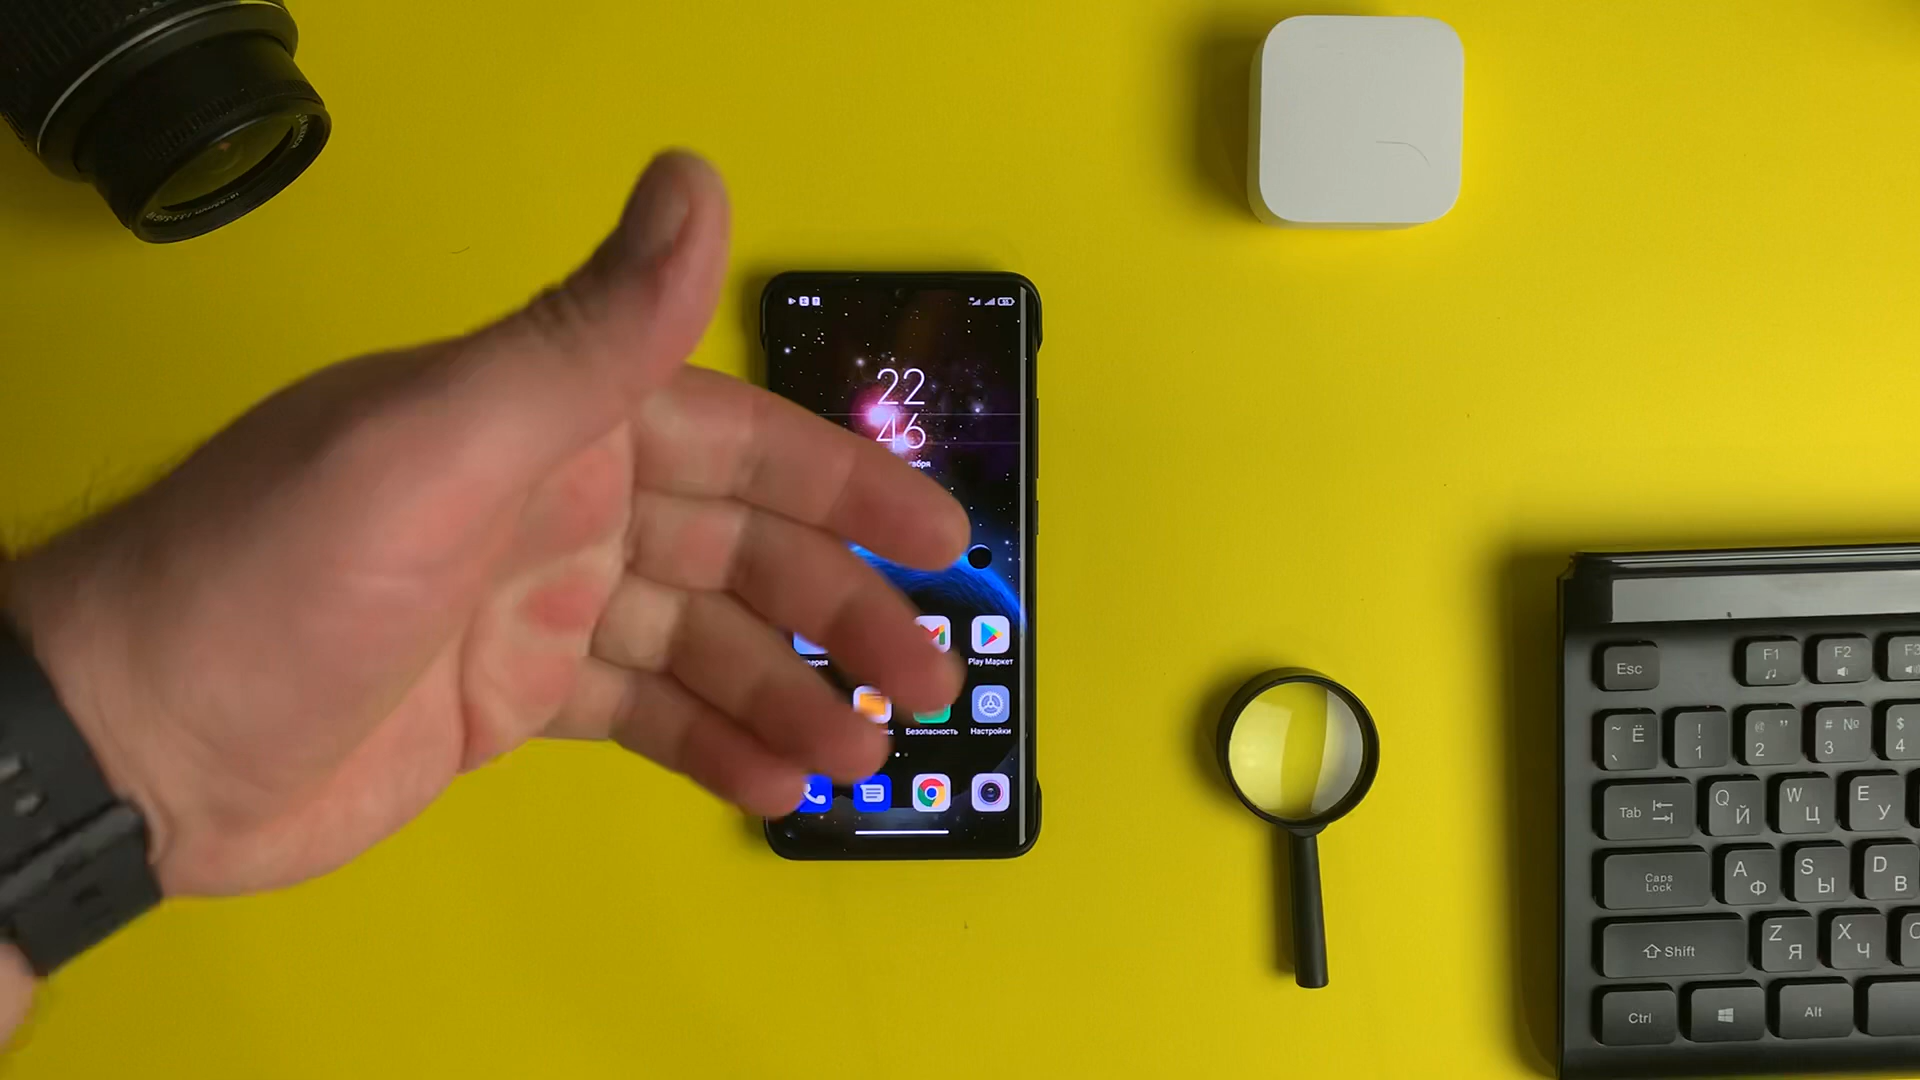 22
46
Play Маркет
Безопасность
Настройки
Esc
F1
F2
F3
~ Ё
! 1
@ " 2
# № 3
$ 4
Tab
Q Й
W Ц
E У
Caps Lock
A Ф
S Ы
D В
Shift
Z Я
X Ч
Ctrl
Alt